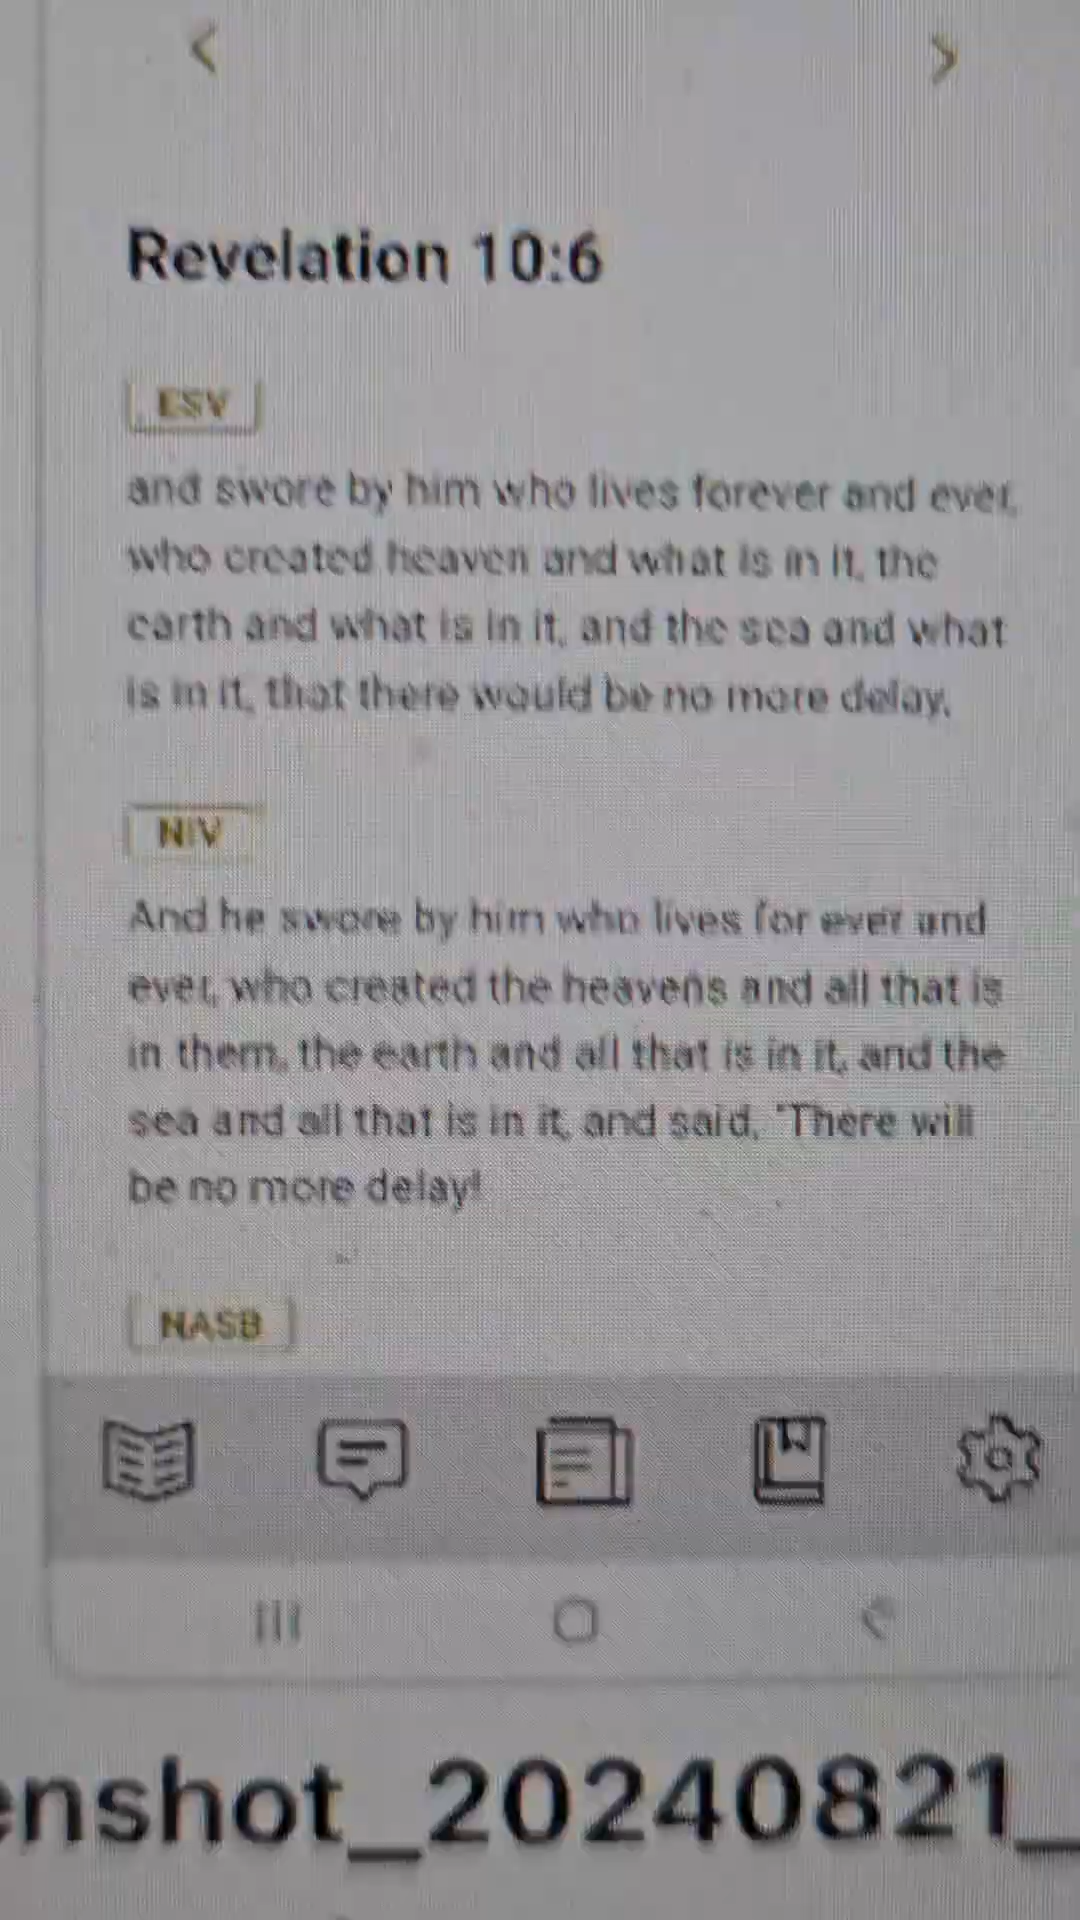 Revelation 10:6
ESV
and swore by him who lives forever and ever,
who created heaven and what is in it, the
earth and what is in it, and the sea and what
is in it, that there would be no more delay,
NIV
And he swore by him who lives for ever and
ever, who created the heavens and all that is
in them, the earth and all that is in it, and the
sea and all that is in it, and said, "There will
be no more delay!
NASB
enshot_20240821_